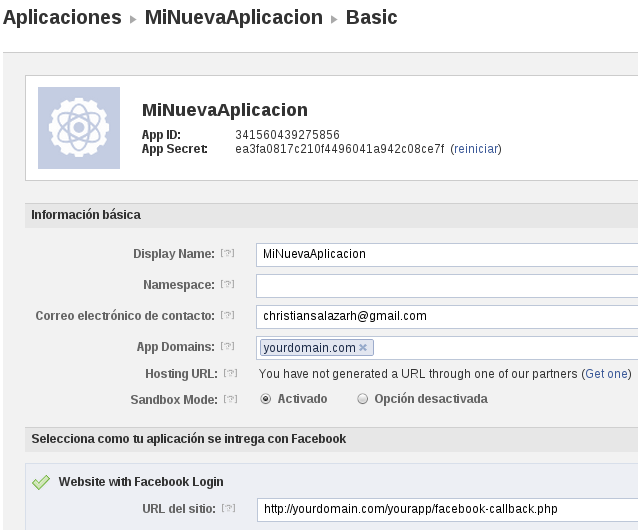 Aplicaciones ▸ MiNuevaAplicacion ▸ Basic
MiNuevaAplicacion
App ID: 341560439275856
App Secret: ea3fa0817c210f4496041a942c08ce7f (reiniciar)
Información básica
Display Name: [?] MiNuevaAplicacion
Namespace: [?]
Correo electrónico de contacto: [?] christiansalazarh@gmail.com
App Domains: [?] yourdomain.com ×
Hosting URL: [?] You have not generated a URL through one of our partners (Get one)
Sandbox Mode: [?] Activado Opción desactivada
Selecciona como tu aplicación se intrega con Facebook
Website with Facebook Login
URL del sitio: [?] http://yourdomain.com/yourapp/facebook-callback.php